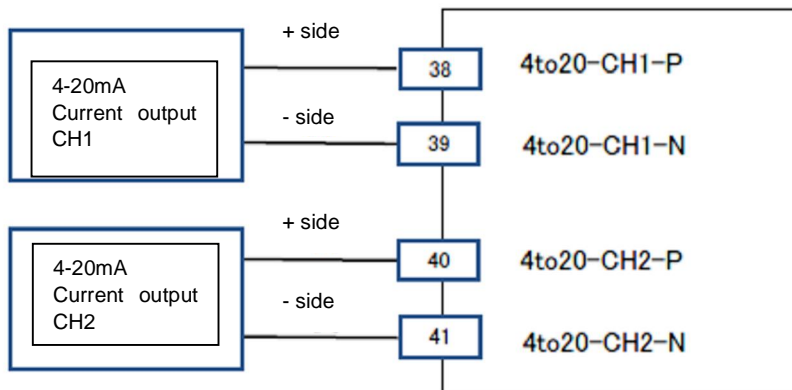 + side
4-20mA
Current output
CH1
38
4to20-CH1-P
- side
39
4to20-CH1-N
+ side
4-20mA
Current output
CH2
40
4to20-CH2-P
- side
41
4to20-CH2-N